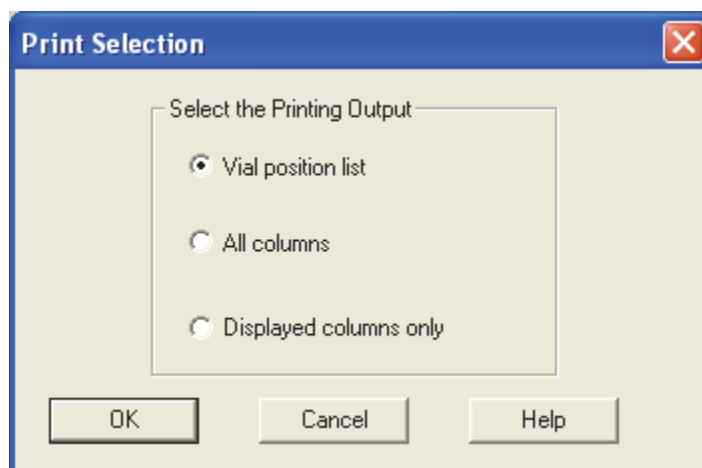 Print Selection
Select the Printing Output
Vial position list
All columns
Displayed columns only
OK Cancel Help